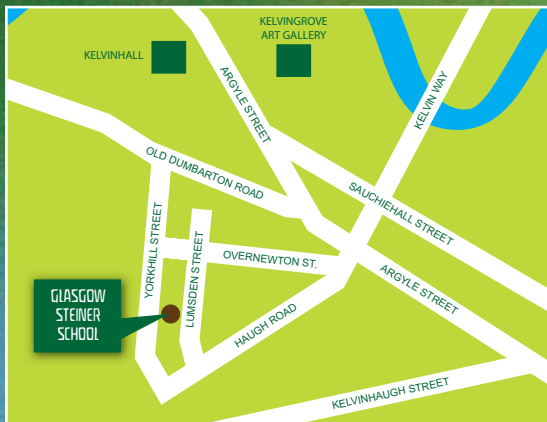 KELVINGROVE
ART GALLERY
KELVINHALL
ARGYLE STREET
KELVIN WAY
OLD DUMBARTON ROAD
SAUCHIEHALL STREET
YORKHILL STREET
LUMSDEN STREET
OVERNEWTON ST.
ARGYLE STREET
GLASGOW
STEINER
SCHOOL
HAUGH ROAD
KELVINHAUGH STREET